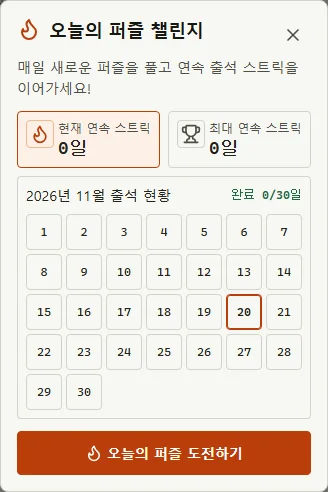 오늘의 퍼즐 챌린지
매일 새로운 퍼즐을 풀고 연속 출석 스트릭을
이어가세요!
현재 연속 스트릭
0일
최대 연속 스트릭
0일
2026년 11월 출석 현황
완료 0/30일
1 2 3 4 5 6 7
8 9 10 11 12 13 14
15 16 17 18 19 20 21
22 23 24 25 26 27 28
29 30
오늘의 퍼즐 도전하기